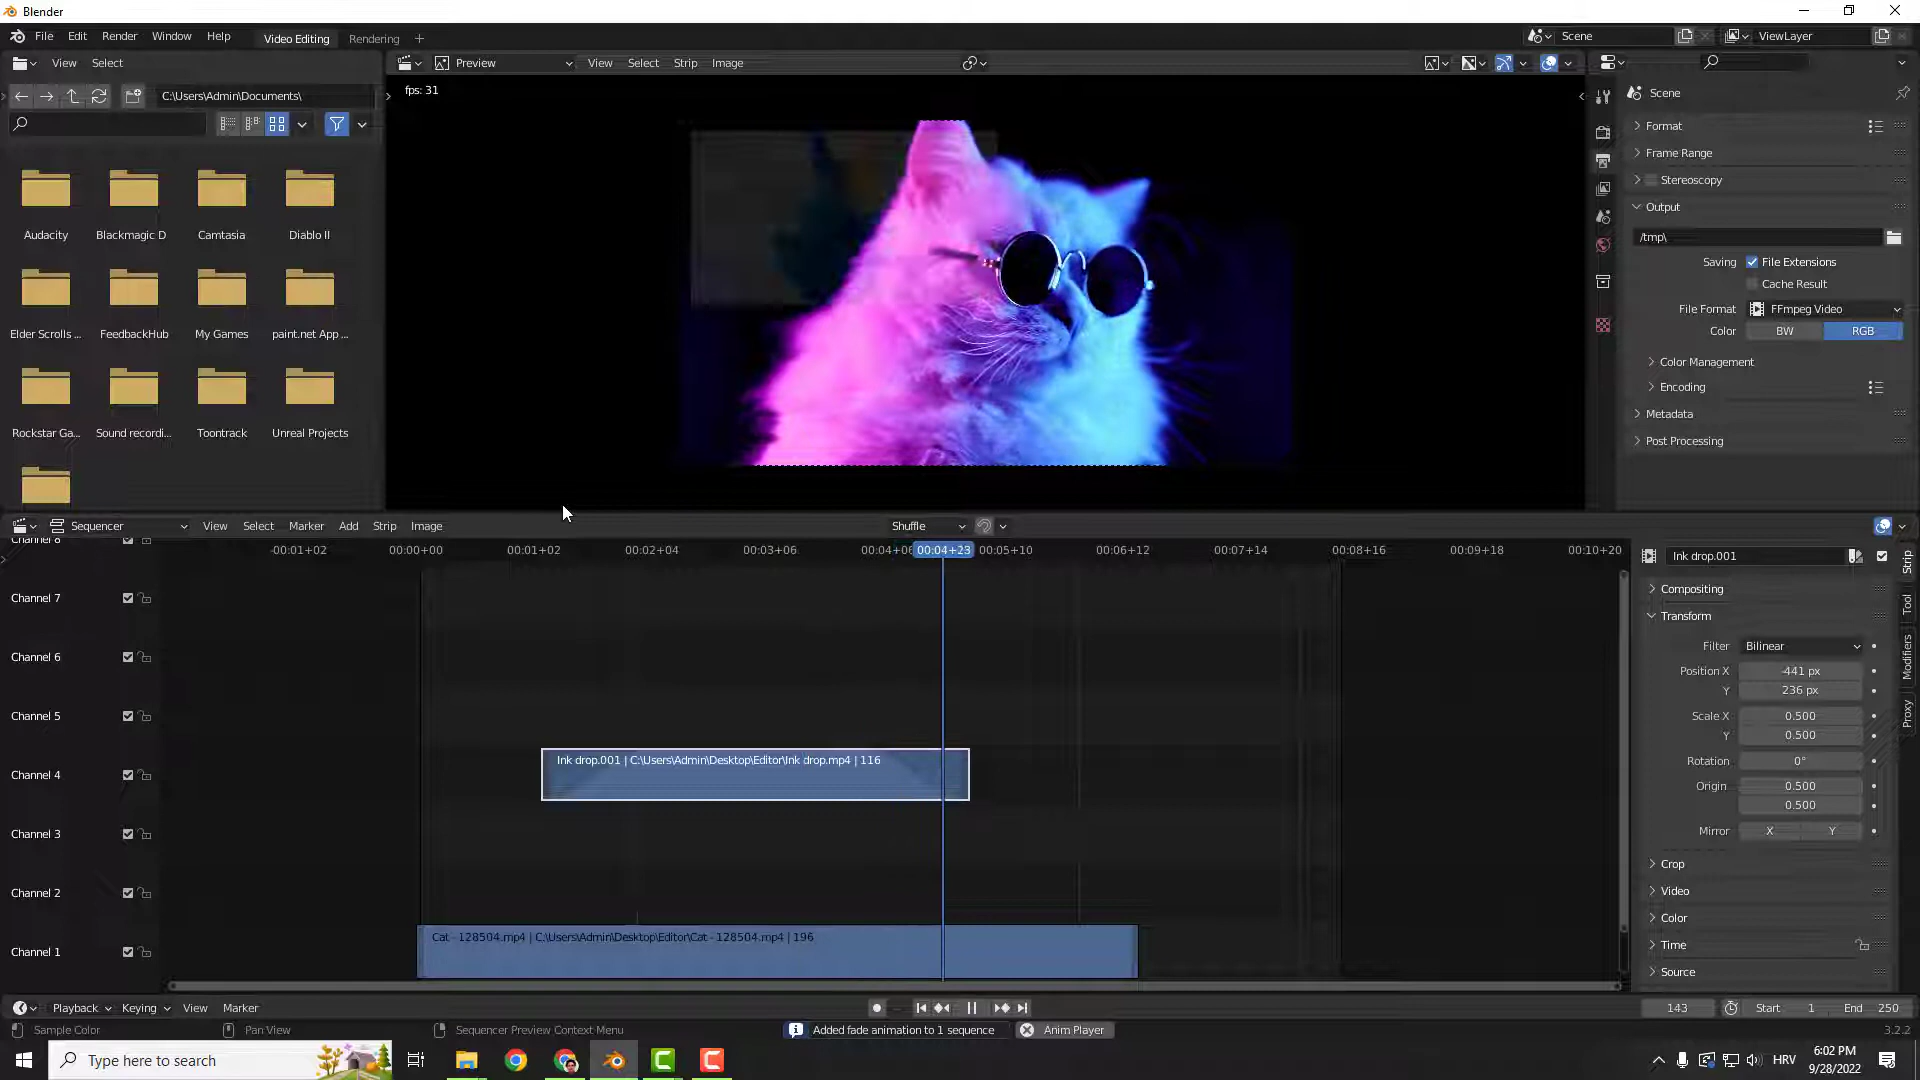 Blender
File Edit Render Window Help Video Editing Rendering + Scene ViewLayer
View Select Preview View Select Strip Image
C:\Users\Admin\Documents\ fps: 31 Scene
Format
Frame Range
Stereoscopy
Output
/tmp\
Saving File Extensions
Cache Result
File Format FFmpeg Video
Color BW RGB
Color Management
Encoding
Metadata
Post Processing
Audacity Blackmagic D Camtasia Diablo II
Elder Scrolls ... FeedbackHub My Games paint.net App ...
Rockstar Ga... Sound recordi... Toontrack Unreal Projects
Sequencer View Select Marker Add Strip Image Shuffle
-00:01+02 00:00+00 00:01+02 00:02+04 00:03+06 00:04+0 00:04+23 00:05+10 00:06+12 00:07+14 00:08+16 00:09+18 00:10+20
Channel 8
Channel 7
Channel 6
Channel 5
Channel 4
Channel 3
Channel 2
Channel 1
Ink drop.001 | C:\Users\Admin\Desktop\Editor\Ink drop.mp4 | 116
Cat - 128504.mp4 | C:\Users\Admin\Desktop\Editor\Cat - 128504.mp4 | 196
Ink drop.001
Compositing
Transform
Filter Bilinear
Position X -441 px
Y 236 px
Scale X 0.500
Y 0.500
Rotation 0°
Origin 0.500
0.500
Mirror X Y
Crop
Video
Color
Time
Source
Strip
Tool
Modifiers
Proxy
Playback Keying View Marker 143 Start 1 End 250
Sample Color Pan View Sequencer Preview Context Menu Added fade animation to 1 sequence Anim Player 3.2.2
Type here to search HRV 6:02 PM
9/28/2022